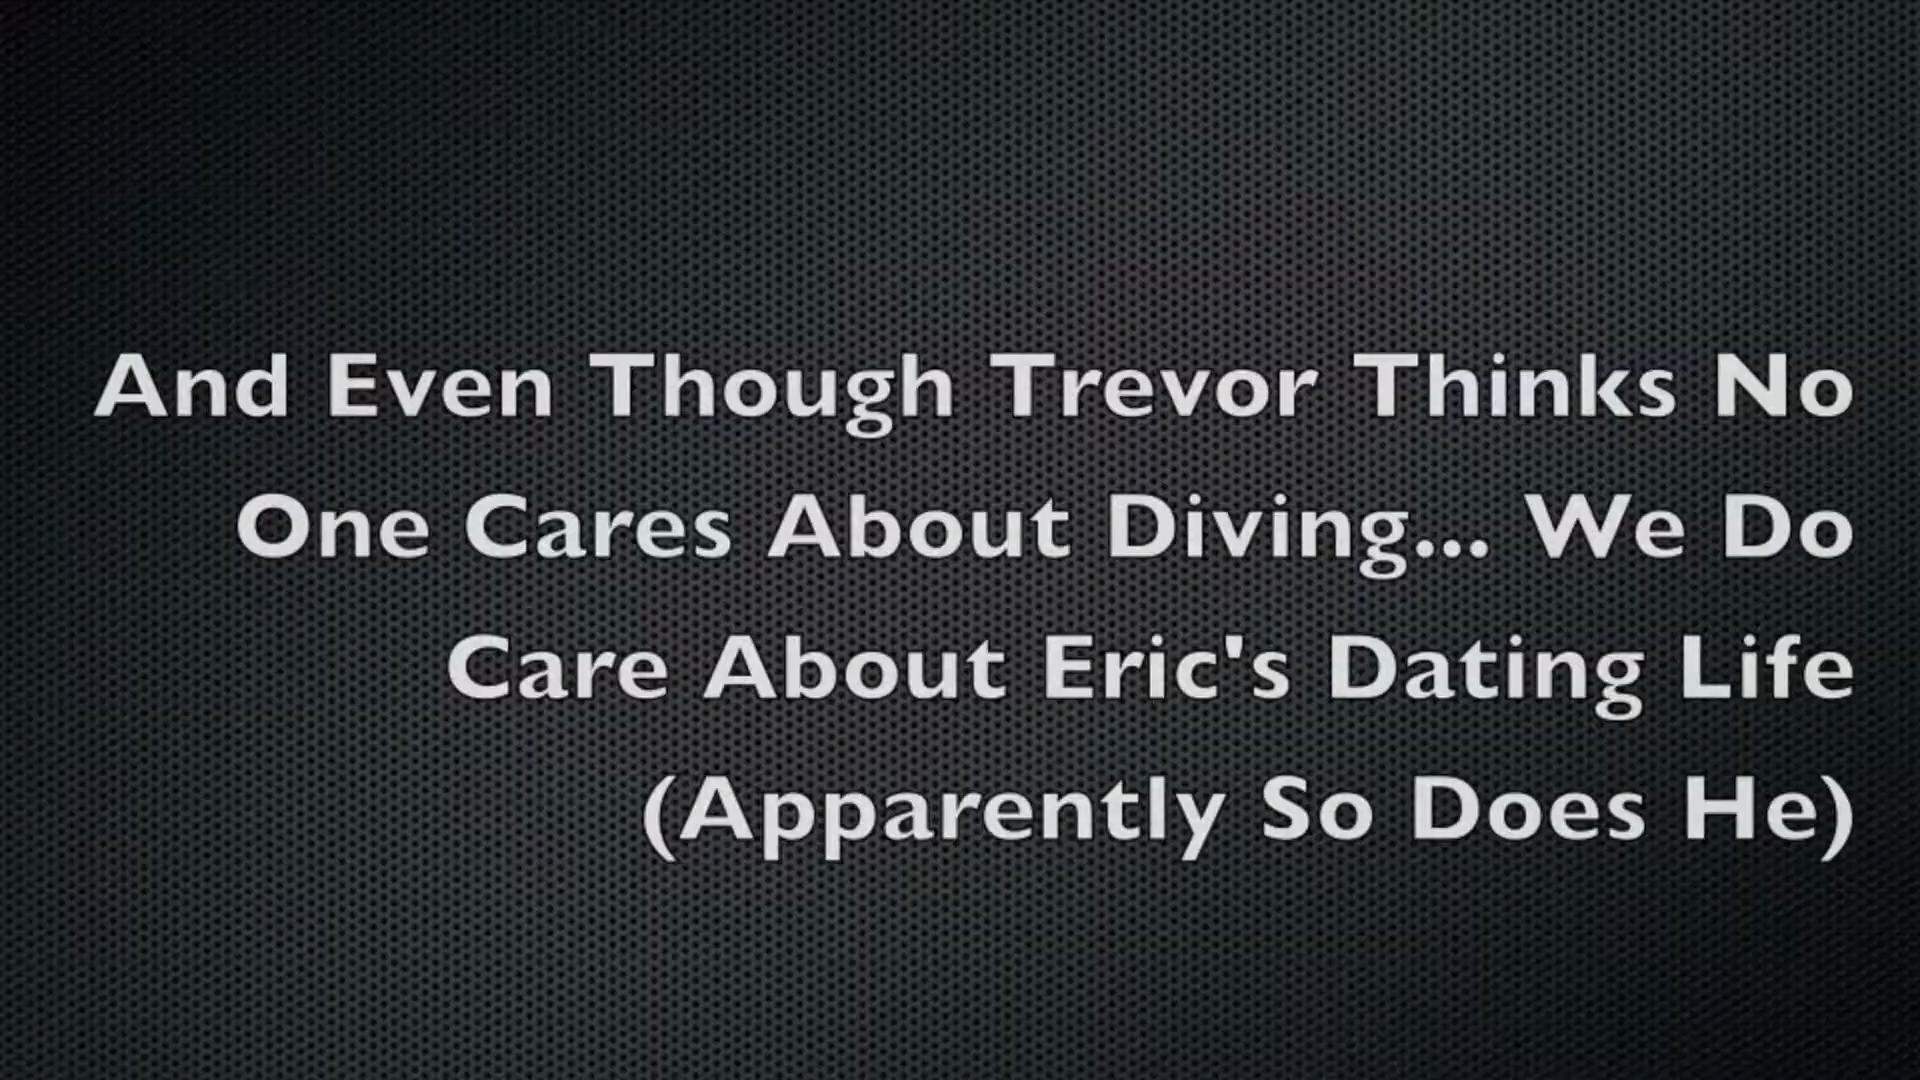 And Even Though Trevor Thinks No
One Cares About Diving... We Do
Care About Eric's Dating Life
(Apparently So Does He)